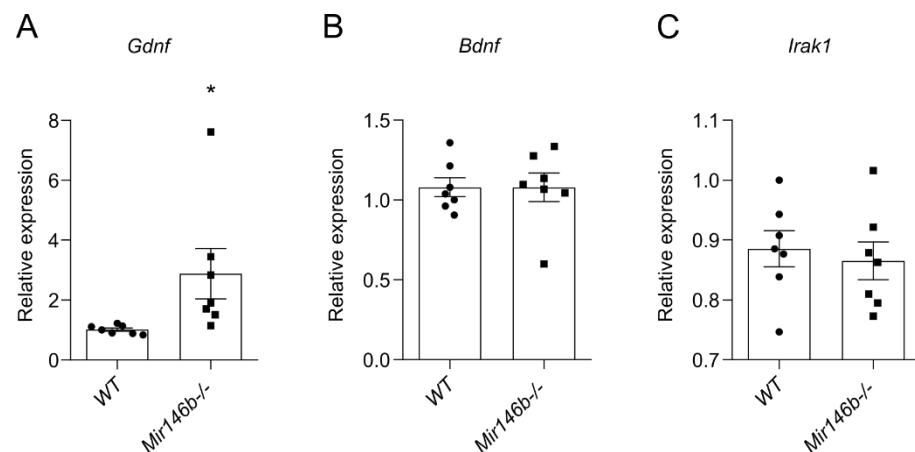 A
Gdnf
*
Relative expression
8
6
4
2
0
WT
Mir146b-/-
B
Bdnf
Relative expression
1.5
1.0
0.5
0.0
WT
Mir146b-/-
C
Irak1
Relative expression
1.1
1.0
0.9
0.8
0.7
WT
Mir146b-/-